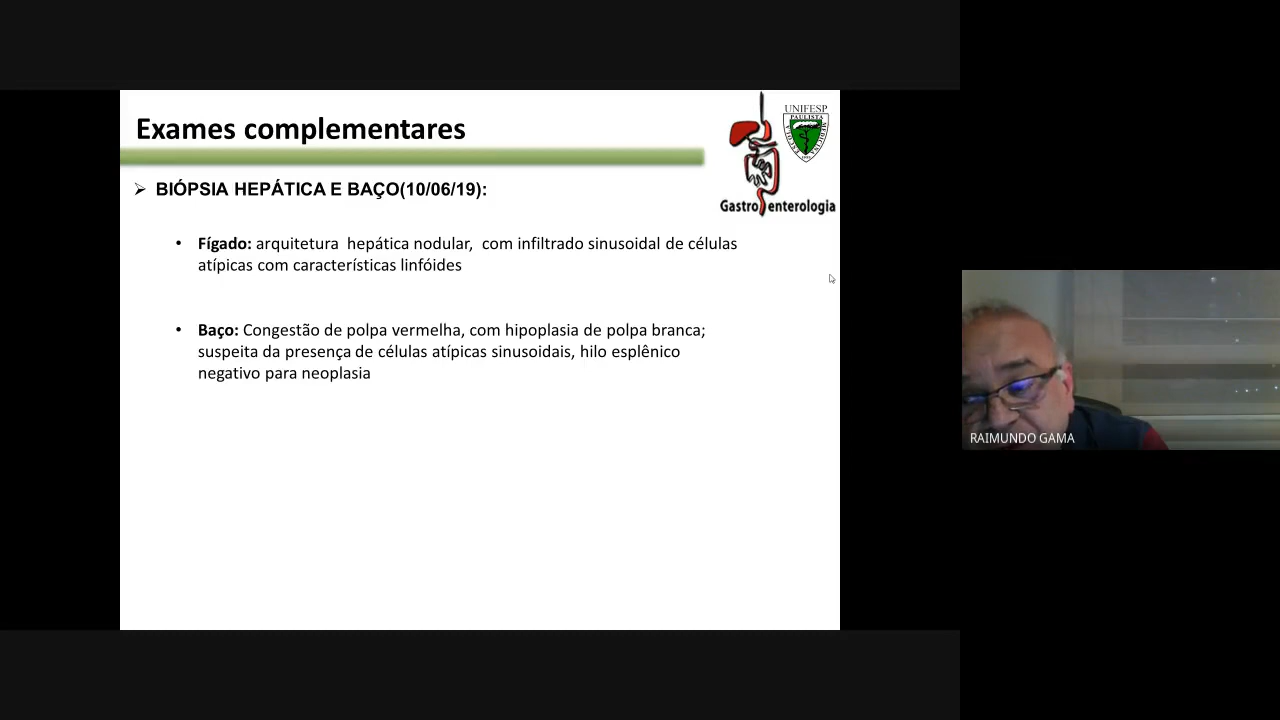 Exames complementares
UNIFESP
PAULISTA
Gastroenterologia
➢ BIÓPSIA HEPÁTICA E BAÇO(10/06/19):
• Fígado: arquitetura hepática nodular, com infiltrado sinusoidal de células
atípicas com características linfóides
• Baço: Congestão de polpa vermelha, com hipoplasia de polpa branca;
suspeita da presença de células atípicas sinusoidais, hilo esplênico
negativo para neoplasia
RAIMUNDO GAMA